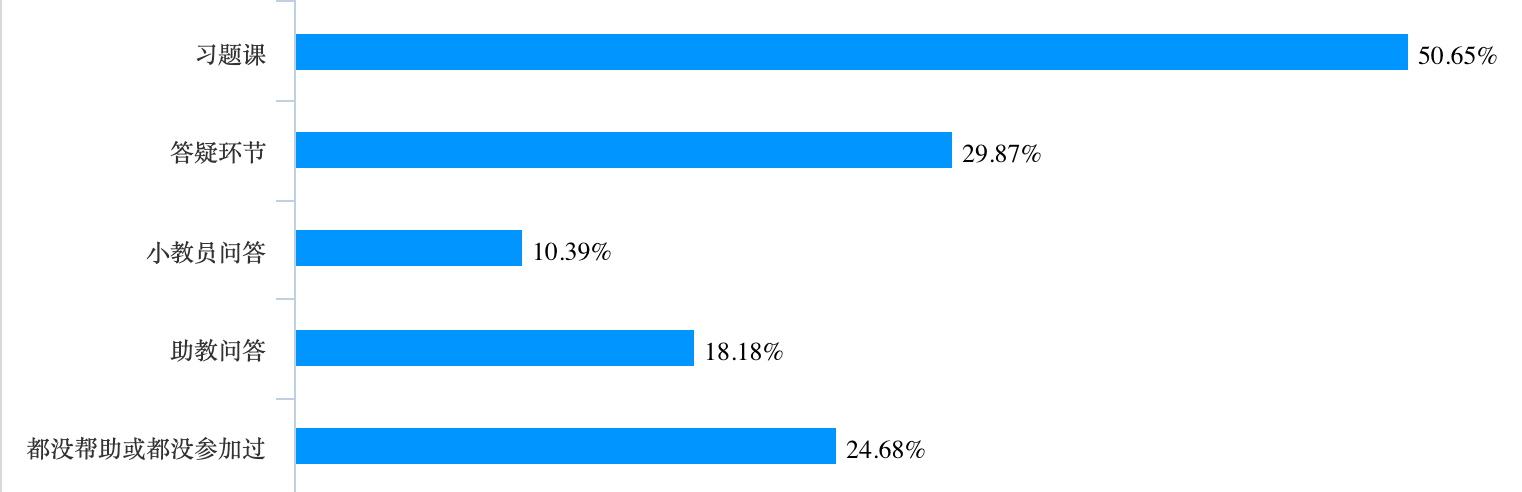 习题课 50.65%
答疑环节 29.87%
小教员问答 10.39%
助教问答 18.18%
都没帮助或都没参加过 24.68%